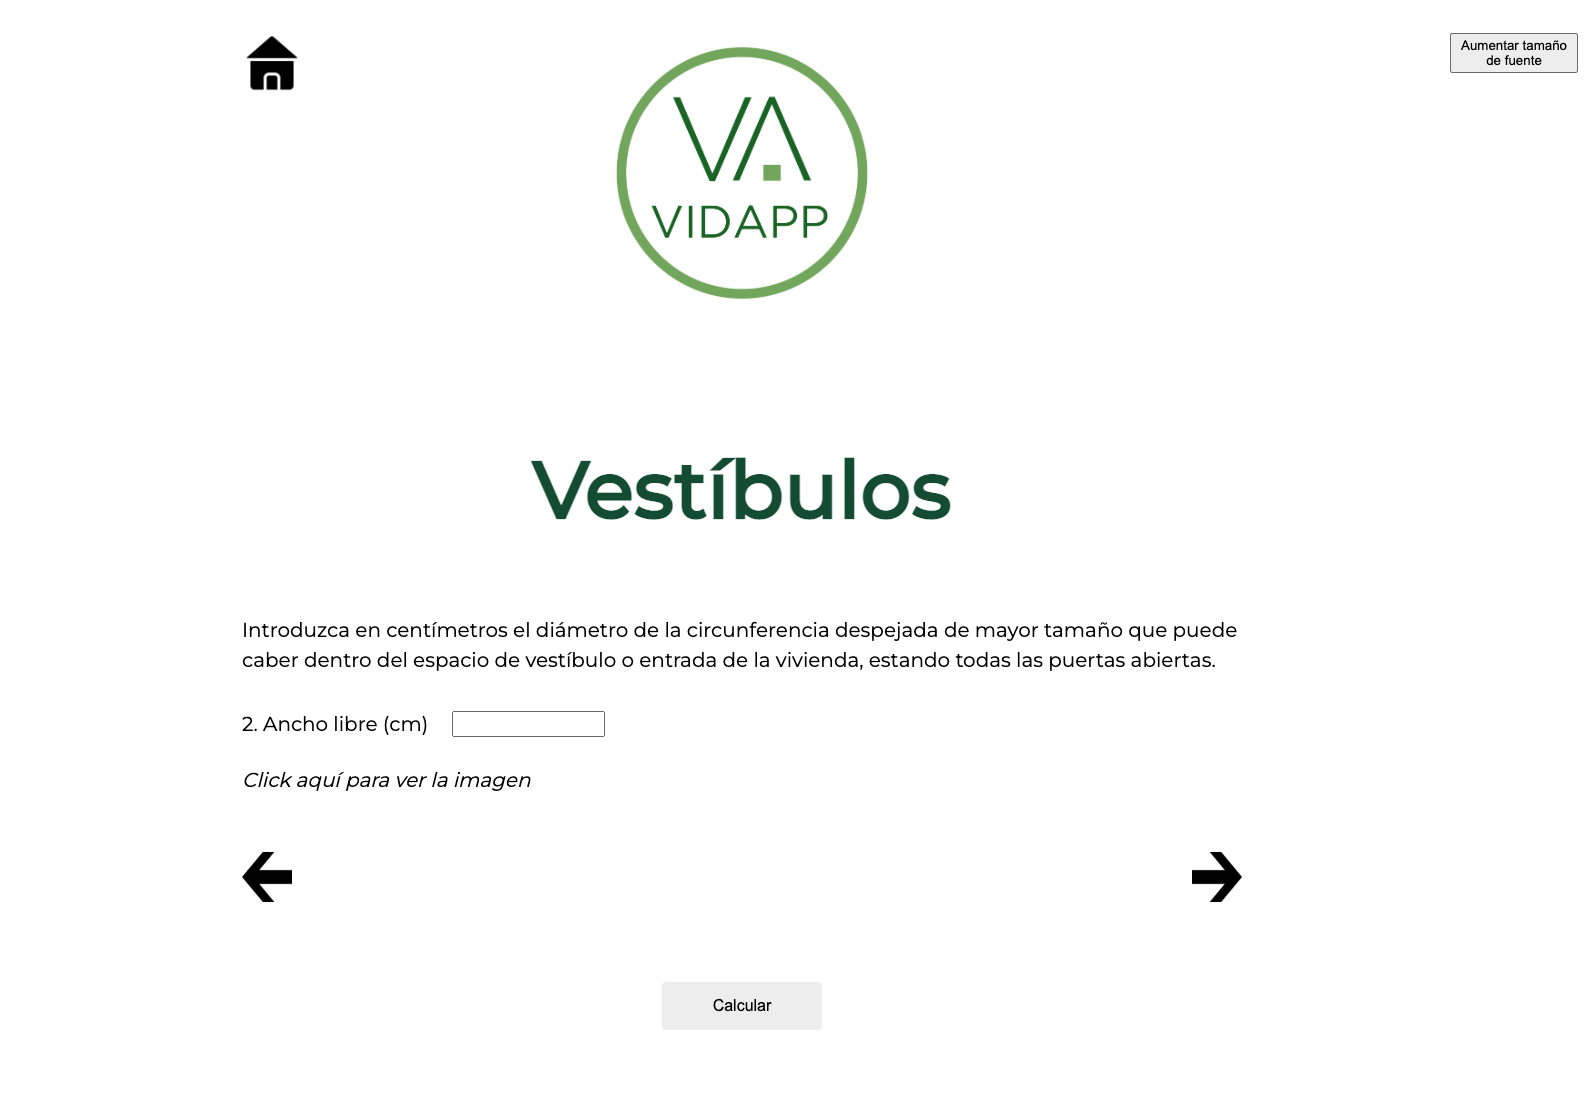 Aumentar tamaño
de fuente
VA
VIDAPP
Vestíbulos
Introduzca en centímetros el diámetro de la circunferencia despejada de mayor tamaño que puede
caber dentro del espacio de vestíbulo o entrada de la vivienda, estando todas las puertas abiertas.
2. Ancho libre (cm)
Click aquí para ver la imagen
Calcular